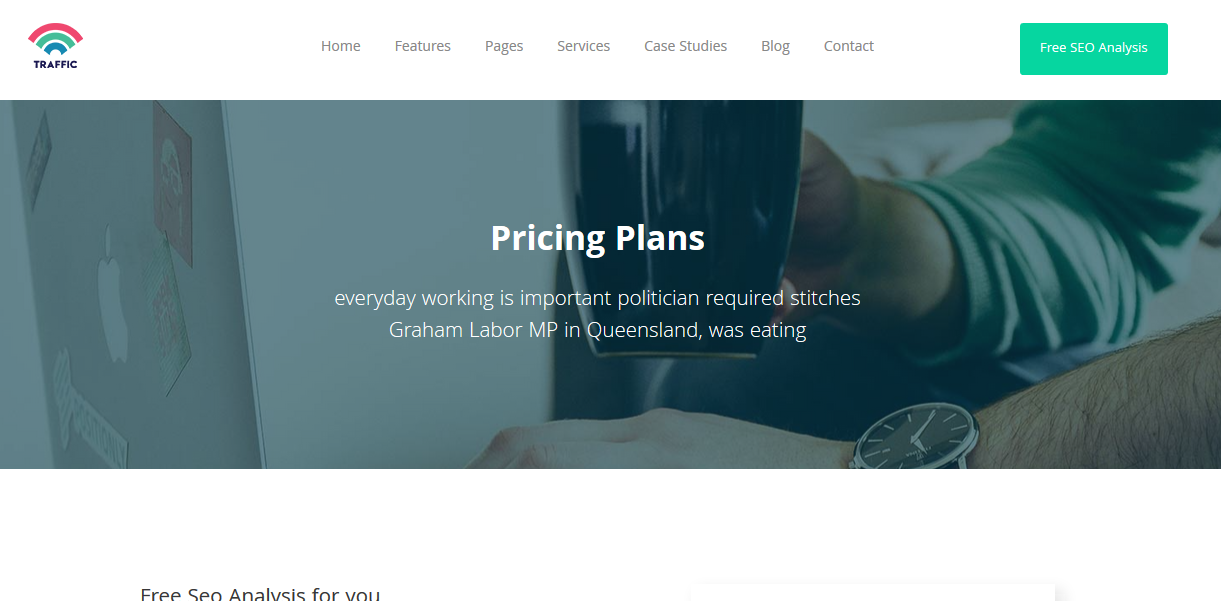 TRAFFIC
Home Features Pages Services Case Studies Blog Contact
Free SEO Analysis
Pricing Plans
everyday working is important politician required stitches
Graham Labor MP in Queensland, was eating
Free Seo Analysis for you